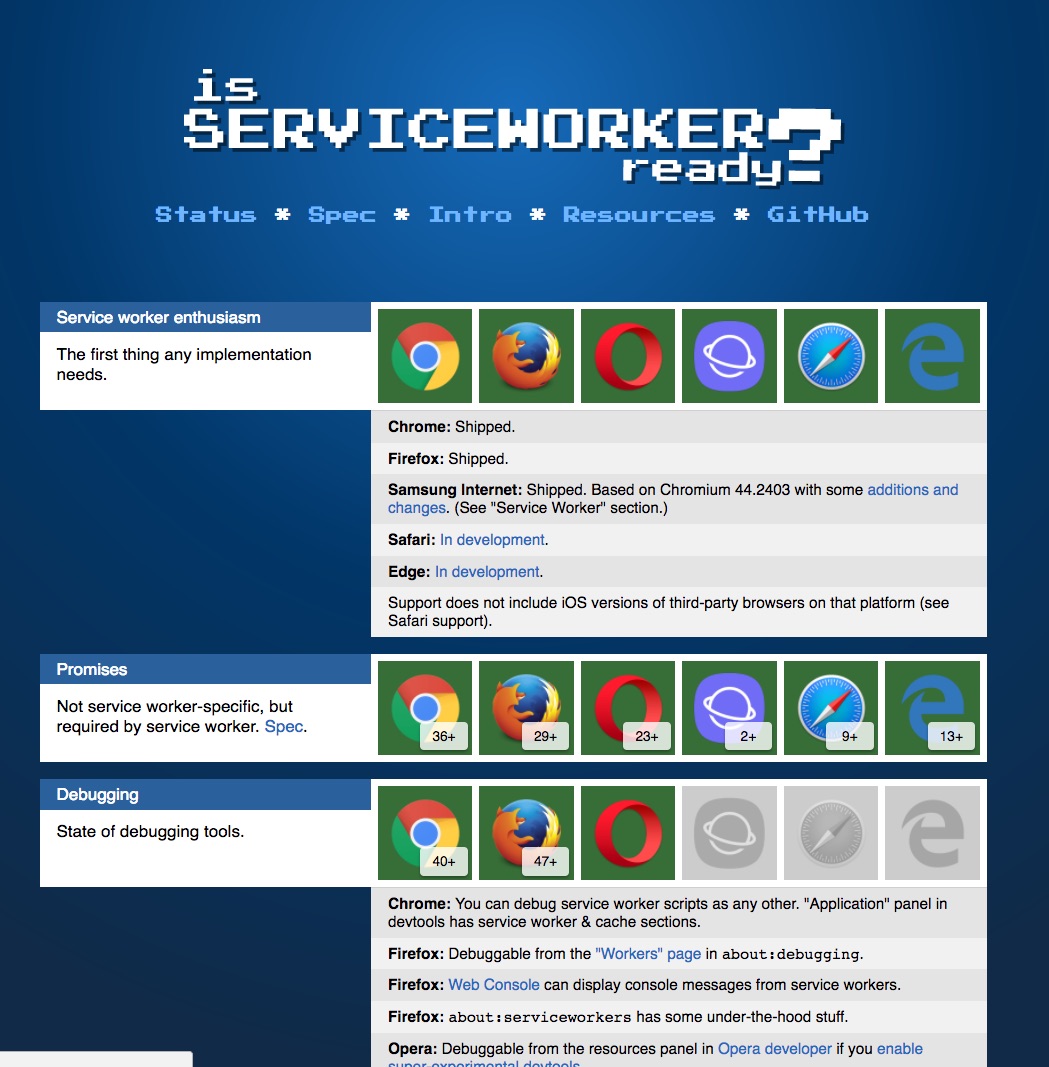 is
SERVICEWORKER?
ready
Status * Spec * Intro * Resources * GitHub
Service worker enthusiasm
The first thing any implementation
needs.
Chrome: Shipped.
Firefox: Shipped.
Samsung Internet: Shipped. Based on Chromium 44.2403 with some additions and
changes. (See "Service Worker" section.)
Safari: In development.
Edge: In development.
Support does not include iOS versions of third-party browsers on that platform (see
Safari support).
Promises
Not service worker-specific, but
required by service worker. Spec.
36+ 29+ 23+ 2+ 9+ 13+
Debugging
State of debugging tools.
40+ 47+
Chrome: You can debug service worker scripts as any other. "Application" panel in
devtools has service worker & cache sections.
Firefox: Debuggable from the "Workers" page in about:debugging.
Firefox: Web Console can display console messages from service workers.
Firefox: about:serviceworkers has some under-the-hood stuff.
Opera: Debuggable from the resources panel in Opera developer if you enable
super-experimental devtools.